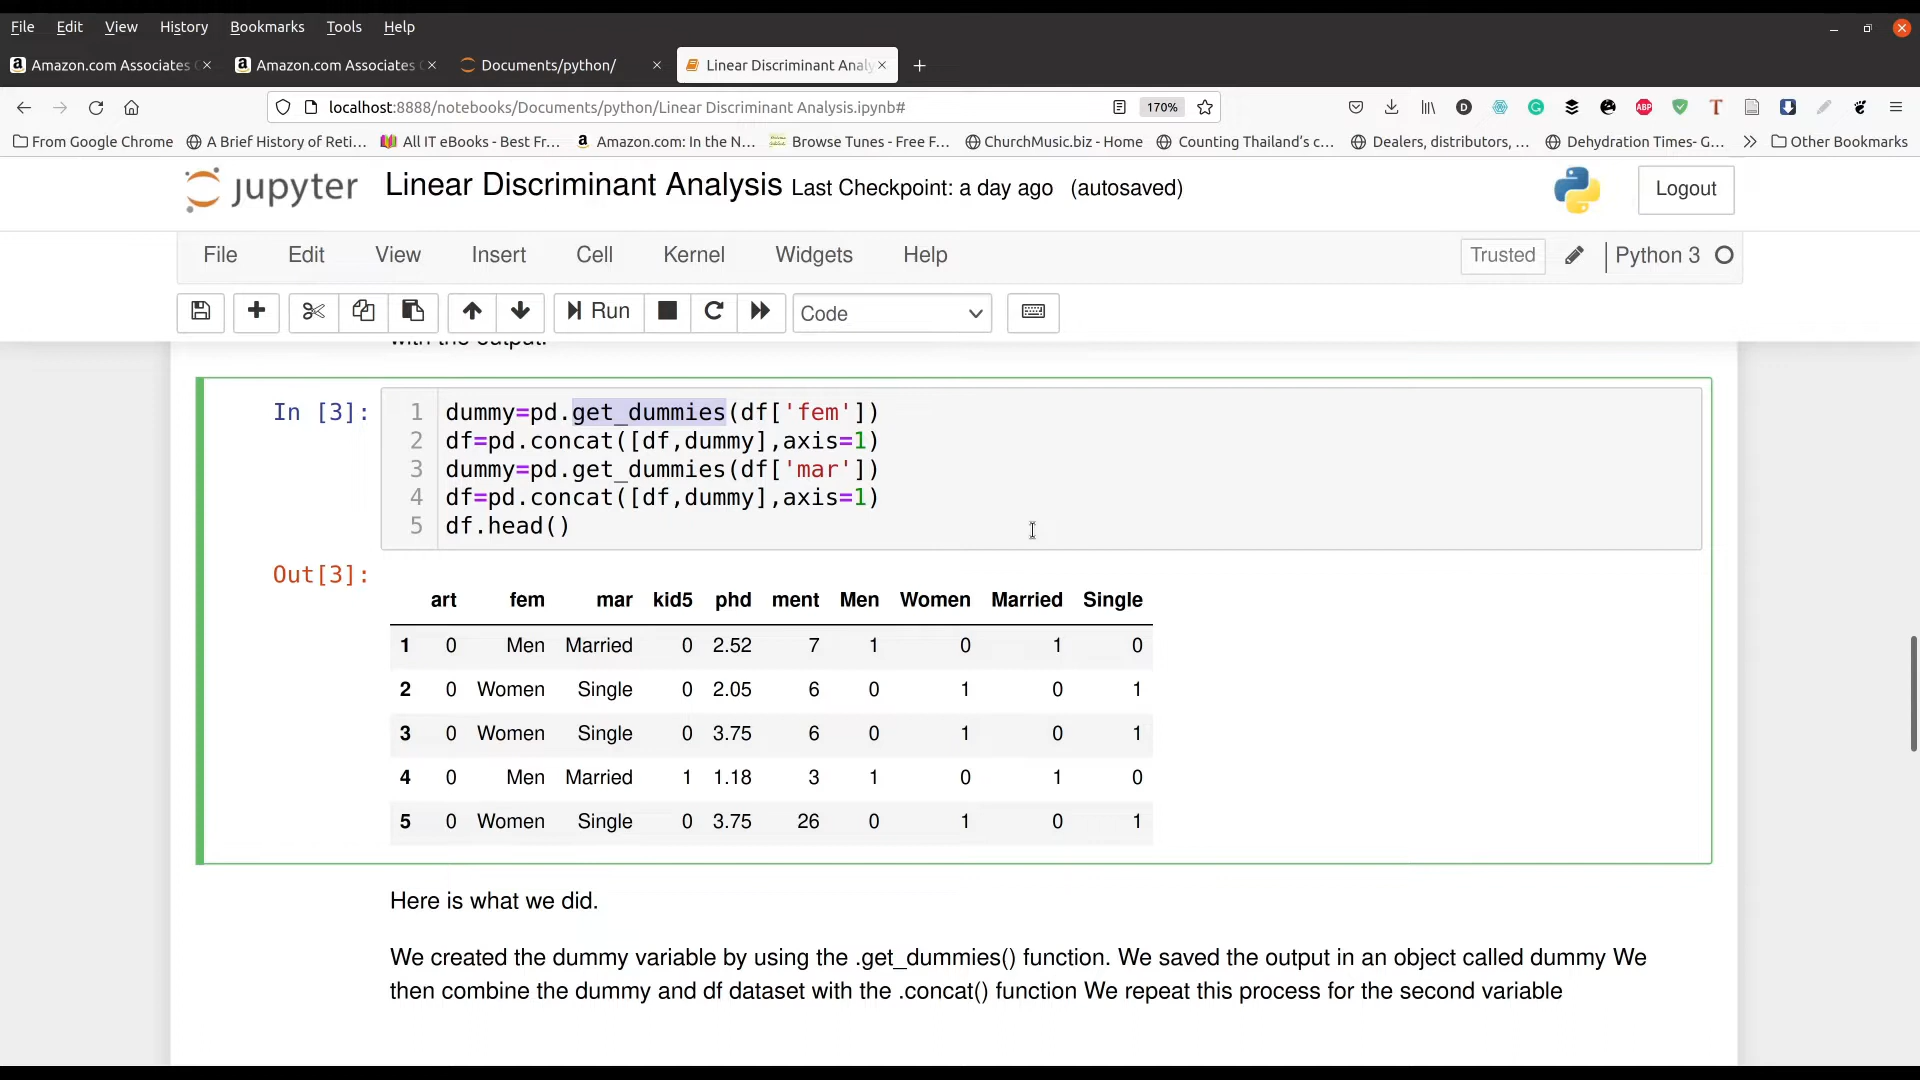 File Edit View History Bookmarks Tools Help
Amazon.com Associates Amazon.com Associates Documents/python/ Linear Discriminant Analy
localhost:8888/notebooks/Documents/python/Linear Discriminant Analysis.ipynb# 170%
From Google Chrome A Brief History of Reti... All IT eBooks - Best Fr... Amazon.com: In the N... Browse Tunes - Free F... ChurchMusic.biz - Home Counting Thailand's c... Dealers, distributors, ... Dehydration Times- G... Other Bookmarks
jupyter Linear Discriminant Analysis Last Checkpoint: a day ago (autosaved) Logout
File Edit View Insert Cell Kernel Widgets Help Trusted Python 3
Run Code
with the output.
In [3]: 1 dummy=pd.get_dummies(df['fem'])
2 df=pd.concat([df,dummy],axis=1)
3 dummy=pd.get_dummies(df['mar'])
4 df=pd.concat([df,dummy],axis=1)
5 df.head()
Out[3]:
art fem mar kid5 phd ment Men Women Married Single
1 0 Men Married 0 2.52 7 1 0 1 0
2 0 Women Single 0 2.05 6 0 1 0 1
3 0 Women Single 0 3.75 6 0 1 0 1
4 0 Men Married 1 1.18 3 1 0 1 0
5 0 Women Single 0 3.75 26 0 1 0 1
Here is what we did.
We created the dummy variable by using the .get_dummies() function. We saved the output in an object called dummy We
then combine the dummy and df dataset with the .concat() function We repeat this process for the second variable